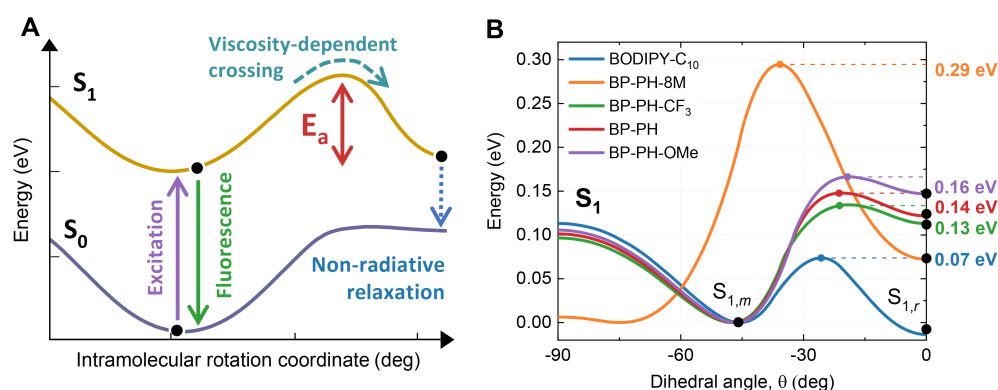 A
Viscosity-dependent
crossing
S1
Ea
Energy (eV)
S0
Excitation
Fluorescence
Non-radiative
relaxation
Intramolecular rotation coordinate (deg)
B
0.30
0.25
0.20
0.15
0.10
0.05
0.00
Energy (eV)
BODIPY-C10
BP-PH-8M
BP-PH-CF3
BP-PH
BP-PH-OMe
S1
S1,m
S1,r
0.29 eV
0.16 eV
0.14 eV
0.13 eV
0.07 eV
-90
-60
-30
0
Dihedral angle, θ (deg)